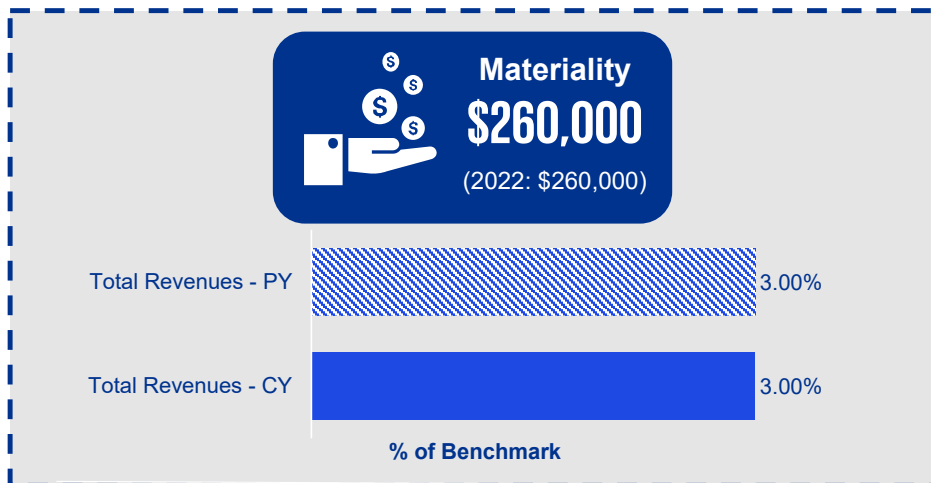 $
$
$
$
Materiality
$260,000
(2022: $260,000)
Total Revenues - PY
3.00%
Total Revenues - CY
3.00%
% of Benchmark